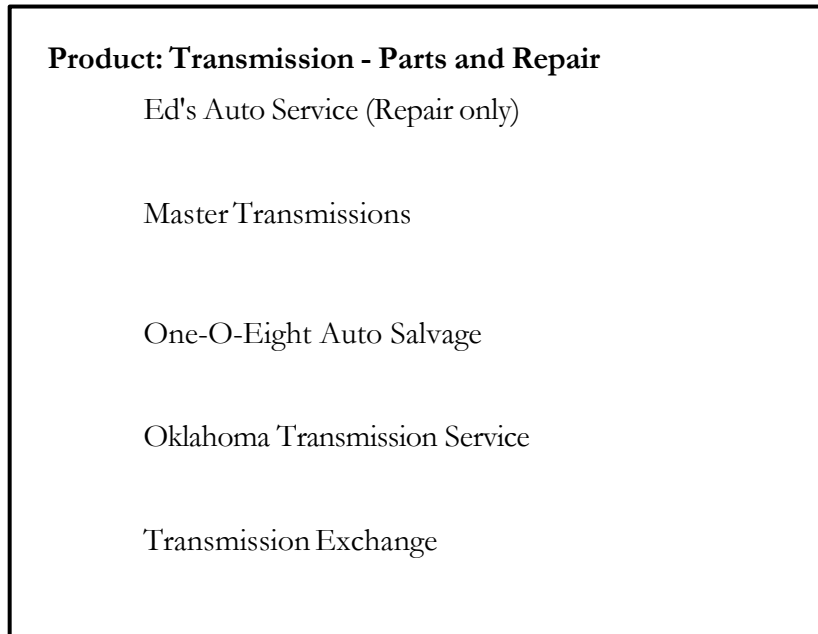 Product: Transmission - Parts and Repair
Ed's Auto Service (Repair only)
Master Transmissions
One-O-Eight Auto Salvage
Oklahoma Transmission Service
Transmission Exchange